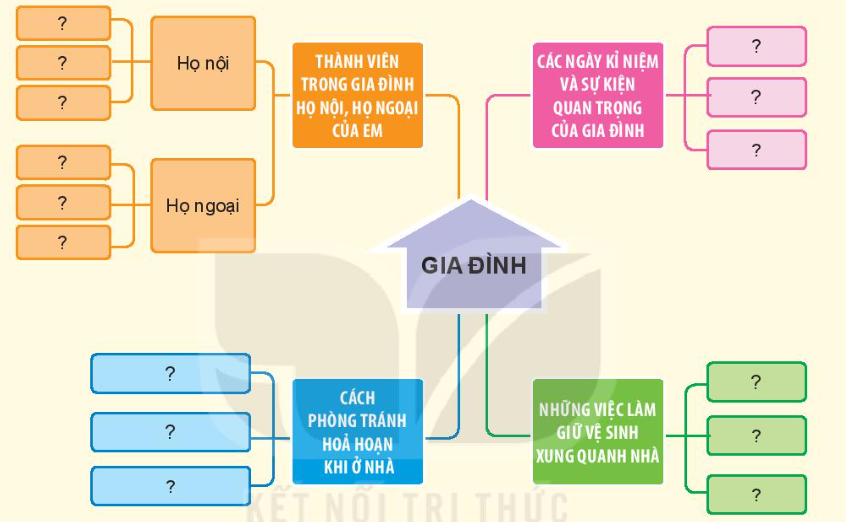 ?
?
?
Họ nội
THÀNH VIÊN
TRONG GIA ĐÌNH
HỌ NỘI, HỌ NGOẠI
CỦA EM
?
?
?
Họ ngoại
CÁC NGÀY KỈ NIỆM
VÀ SỰ KIỆN
QUAN TRỌNG
CỦA GIA ĐÌNH
?
?
?
GIA ĐÌNH
?
?
?
CÁCH
PHÒNG TRÁNH
HOẢ HOẠN
KHI Ở NHÀ
NHỮNG VIỆC LÀM
GIỮ VỆ SINH
XUNG QUANH NHÀ
?
?
?
KẾT NỐI TRI THỨC